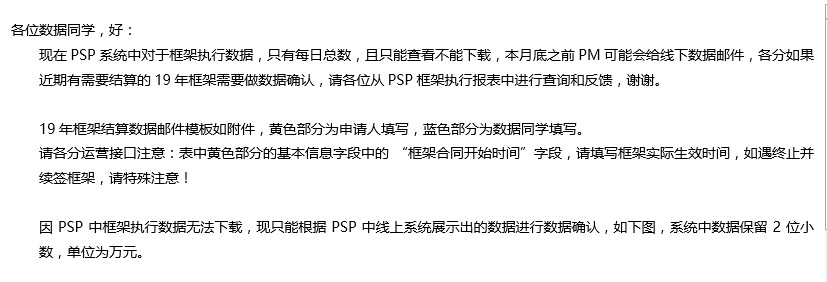 各位数据同学，好：
现在 PSP 系统中对于框架执行数据，只有每日总数，且只能查看不能下载，本月底之前 PM 可能会给线下数据邮件，各分如果
近期有需要结算的 19 年框架需要做数据确认，请各位从 PSP 框架执行报表中进行查询和反馈，谢谢。
19 年框架结算数据邮件模板如附件，黄色部分为申请人填写，蓝色部分为数据同学填写。
请各分运营接口注意：表中黄色部分的基本信息字段中的 “框架合同开始时间”字段，请填写框架实际生效时间，如遇终止并
续签框架，请特殊注意！
因 PSP 中框架执行数据无法下载，现只能根据 PSP 中线上系统展示出的数据进行数据确认，如下图，系统中数据保留 2 位小
数，单位为万元。